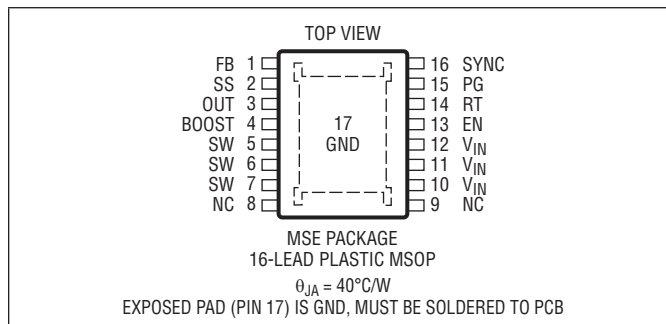 TOP VIEW
FB 1 16 SYNC
SS 2 15 PG
OUT 3 14 RT
BOOST 4 17 13 EN
SW 5 GND 12 VIN
SW 6 11 VIN
SW 7 10 VIN
NC 8 9 NC
MSE PACKAGE
16-LEAD PLASTIC MSOP
θJA = 40°C/W
EXPOSED PAD (PIN 17) IS GND, MUST BE SOLDERED TO PCB